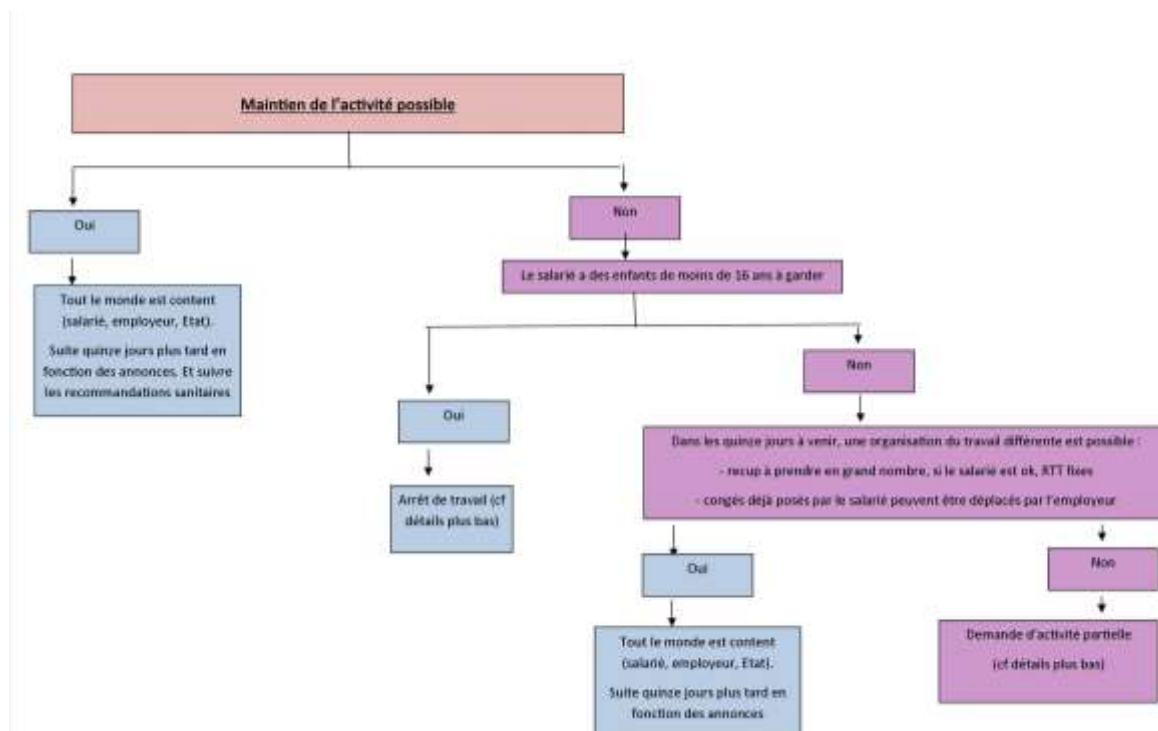 Maintien de l'activité possible
Oui
Non
Le salarié a des enfants de moins de 16 ans à garder
Tout le monde est content
(salarié, employeur, Etat).
Suite quinze jours plus tard en
fonction des annonces. Et suivre
les recommandations sanitaires
Non
Oui
Dans les quinze jours à venir, une organisation du travail différente est possible :
- recup à prendre en grand nombre, si le salarié est ok, RTT fixes
- congés déjà posés par le salarié peuvent être déplacés par l'employeur
Arrêt de travail (cf
détails plus bas)
Oui
Non
Tout le monde est content
(salarié, employeur, Etat).
Suite quinze jours plus tard en
fonction des annonces
Demande d'activité partielle
(cf détails plus bas)